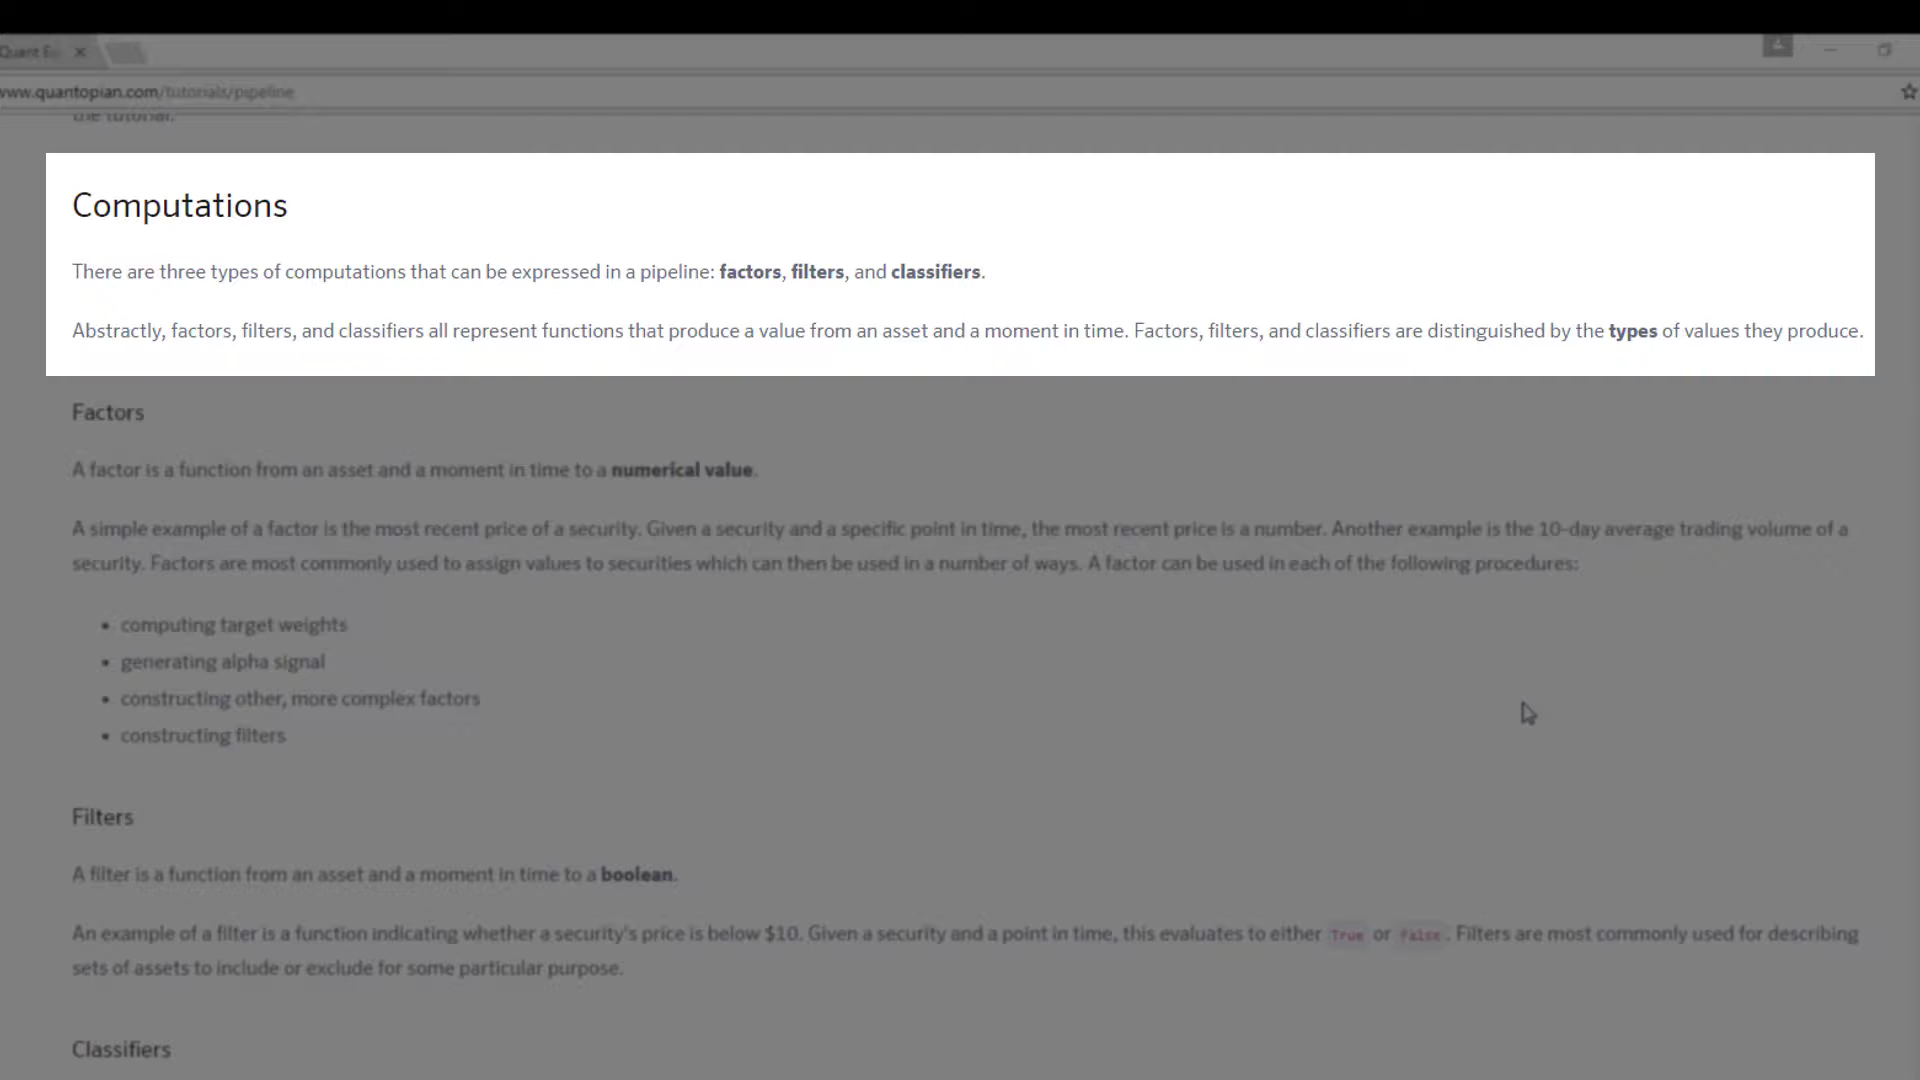 Quant
www.quantopian.com/tutorials/pipeline
the tutorial.
Computations
There are three types of computations that can be expressed in a pipeline: factors, filters, and classifiers.
Abstractly, factors, filters, and classifiers all represent functions that produce a value from an asset and a moment in time. Factors, filters, and classifiers are distinguished by the types of values they produce.
Factors
A factor is a function from an asset and a moment in time to a numerical value.
A simple example of a factor is the most recent price of a security. Given a security and a specific point in time, the most recent price is a number. Another example is the 10-day average trading volume of a
security. Factors are most commonly used to assign values to securities which can then be used in a number of ways. A factor can be used in each of the following procedures:
• computing target weights
• generating alpha signal
• constructing other, more complex factors
• constructing filters
Filters
A filter is a function from an asset and a moment in time to a boolean.
An example of a filter is a function indicating whether a security's price is below $10. Given a security and a point in time, this evaluates to either True or False. Filters are most commonly used for describing
sets of assets to include or exclude for some particular purpose.
Classifiers